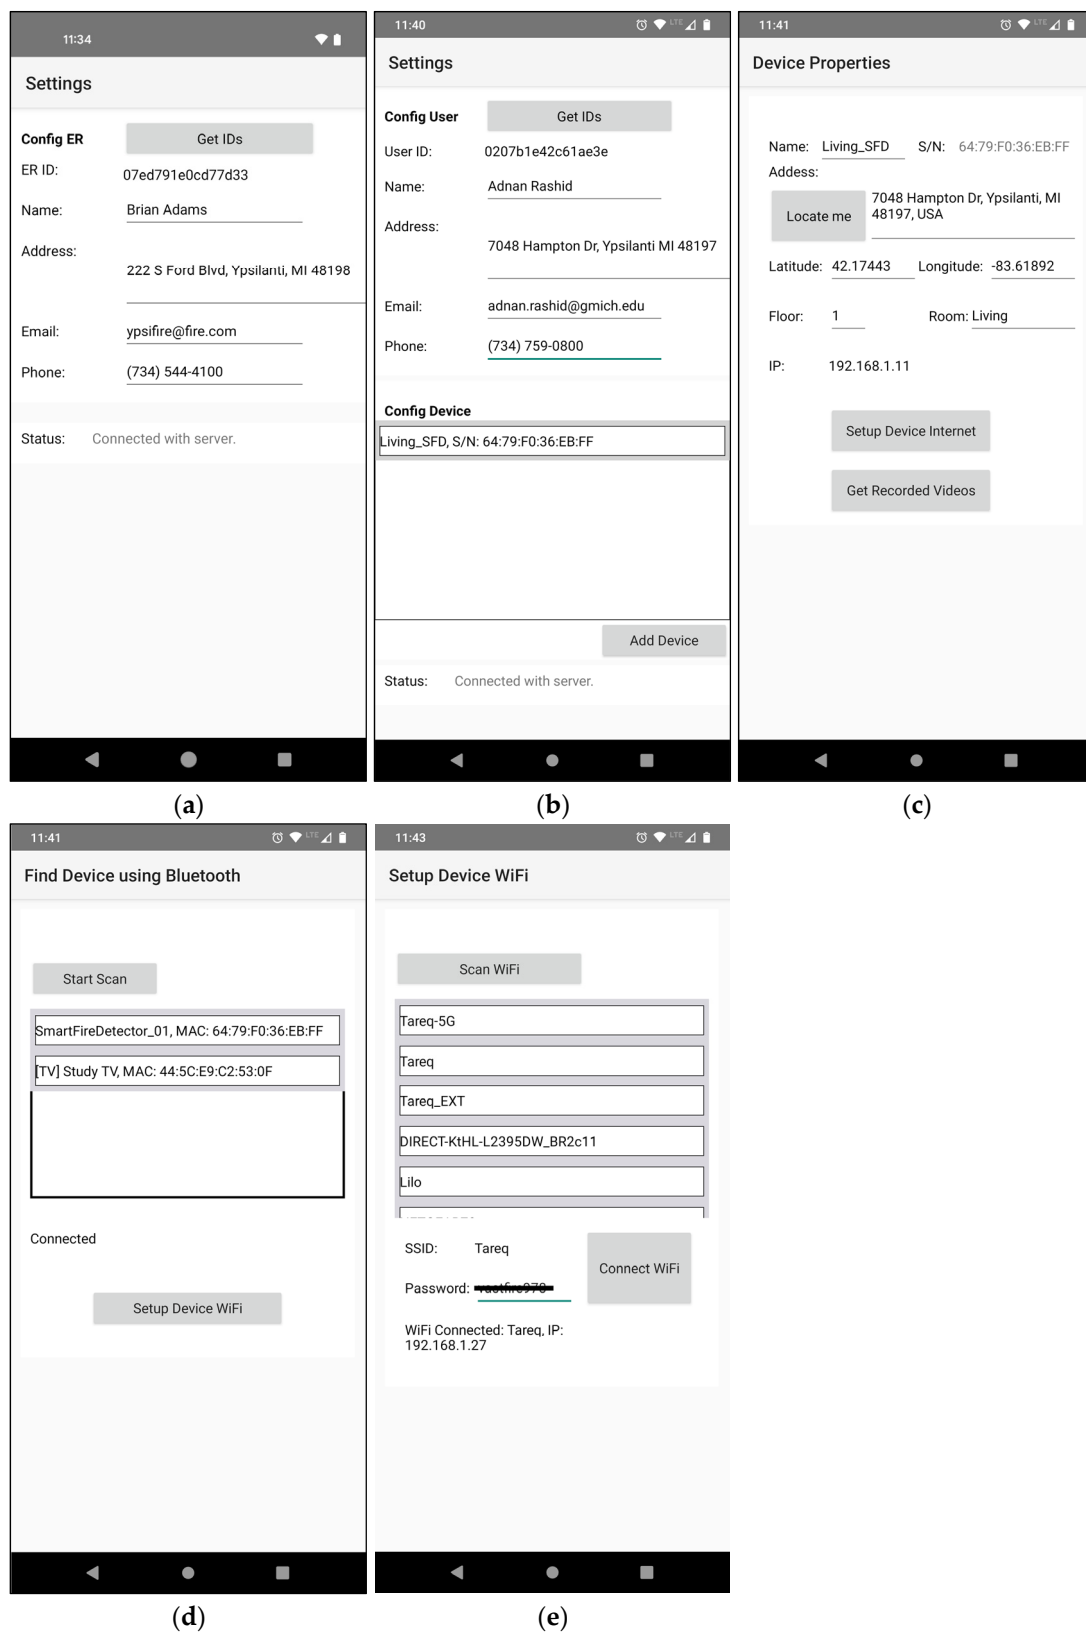 11:34
Settings
Config ER
Get IDs
ER ID:
07ed791e0cd77d33
Name:
Brian Adams
Address:
222 S Ford Blvd, Ypsilanti, MI 48198
Email:
ypsifire@fire.com
Phone:
(734) 544-4100
Status:
Connected with server.
(a)
11:40
LTE
Settings
Config User
Get IDs
User ID:
0207b1e42c61ae3e
Name:
Adnan Rashid
Address:
7048 Hampton Dr, Ypsilanti MI 48197
Email:
adnan.rashid@gmich.edu
Phone:
(734) 759-0800
Config Device
Living_SFD, S/N: 64:79:F0:36:EB:FF
Add Device
Status:
Connected with server.
(b)
11:41
LTE
Device Properties
Name: Living_SFD S/N: 64:79:F0:36:EB:FF
Addess:
Locate me
7048 Hampton Dr, Ypsilanti, MI
48197, USA
Latitude: 42.17443 Longitude: -83.61892
Floor: 1 Room: Living
IP: 192.168.1.11
Setup Device Internet
Get Recorded Videos
(c)
11:41
LTE
Find Device using Bluetooth
Start Scan
SmartFireDetector_01, MAC: 64:79:F0:36:EB:FF
[TV] Study TV, MAC: 44:5C:E9:C2:53:0F
Connected
Setup Device WiFi
(d)
11:43
LTE
Setup Device WiFi
Scan WiFi
Tareq-5G
Tareq
Tareq_EXT
DIRECT-KtHL-L2395DW_BR2c11
Lilo
SSID: Tareq
Connect WiFi
Password:
WiFi Connected: Tareq, IP:
192.168.1.27
(e)